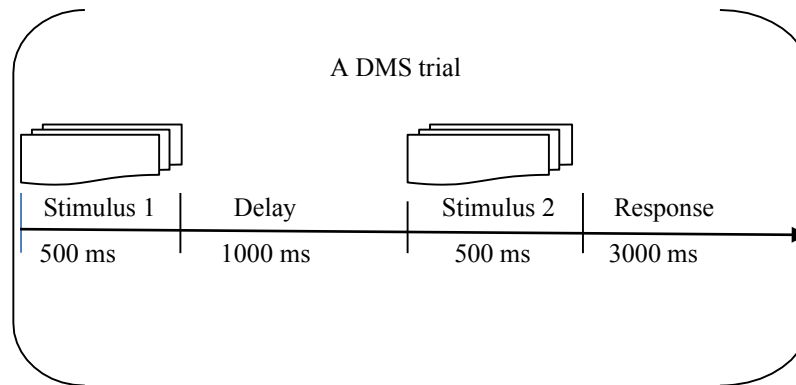 A DMS trial
Stimulus 1 Delay Stimulus 2 Response
500 ms 1000 ms 500 ms 3000 ms